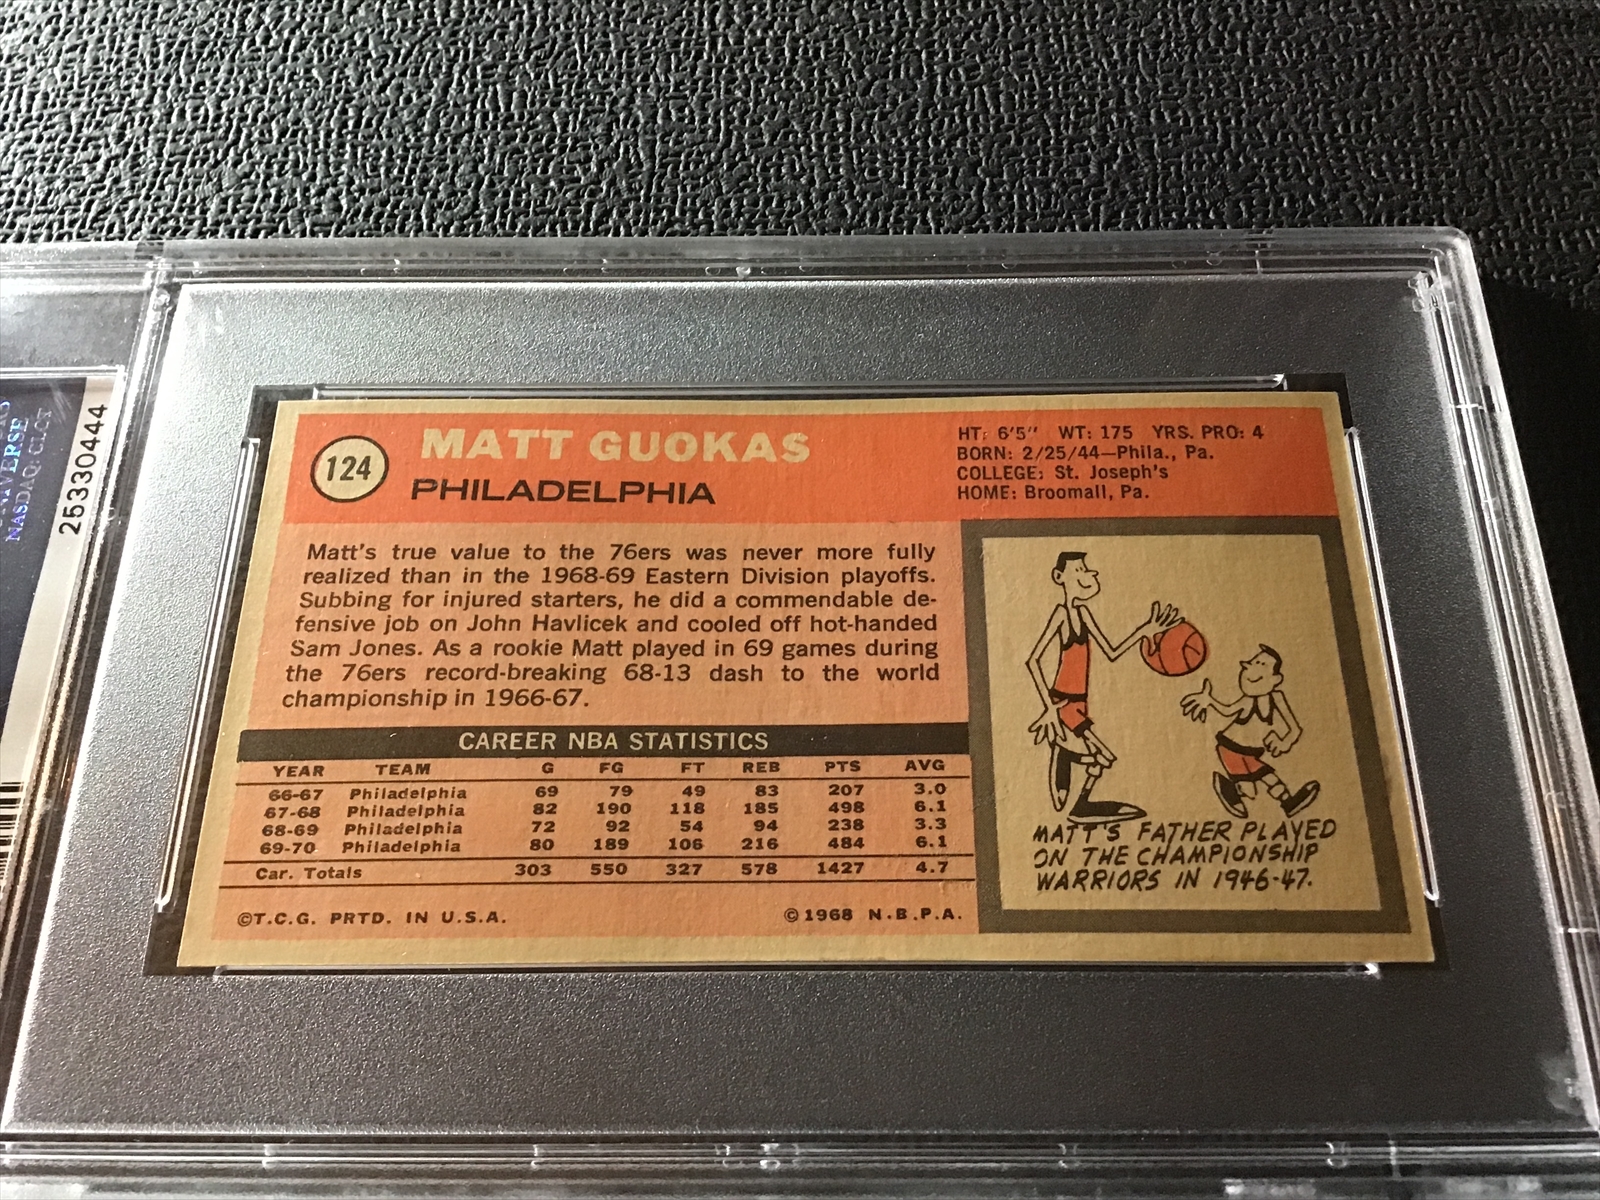 UNIVERSE
NASDAQ: CLCT
25330444
124
MATT GUOKAS
PHILADELPHIA
HT: 6'5" WT: 175 YRS. PRO: 4
BORN: 2/25/44—Phila., Pa.
COLLEGE: St. Joseph's
HOME: Broomall, Pa.
Matt's true value to the 76ers was never more fully
realized than in the 1968-69 Eastern Division playoffs.
Subbing for injured starters, he did a commendable de-
fensive job on John Havlicek and cooled off hot-handed
Sam Jones. As a rookie Matt played in 69 games during
the 76ers record-breaking 68-13 dash to the world
championship in 1966-67.
CAREER NBA STATISTICS
YEAR TEAM G FG FT REB PTS AVG
66-67 Philadelphia 69 79 49 83 207 3.0
67-68 Philadelphia 82 190 118 185 498 6.1
68-69 Philadelphia 72 92 54 94 238 3.3
69-70 Philadelphia 80 189 106 216 484 6.1
Car. Totals 303 550 327 578 1427 4.7
©T.C.G. PRTD. IN U.S.A. ©1968 N.B.P.A.
MATT'S FATHER PLAYED
ON THE CHAMPIONSHIP
WARRIORS IN 1946-47.